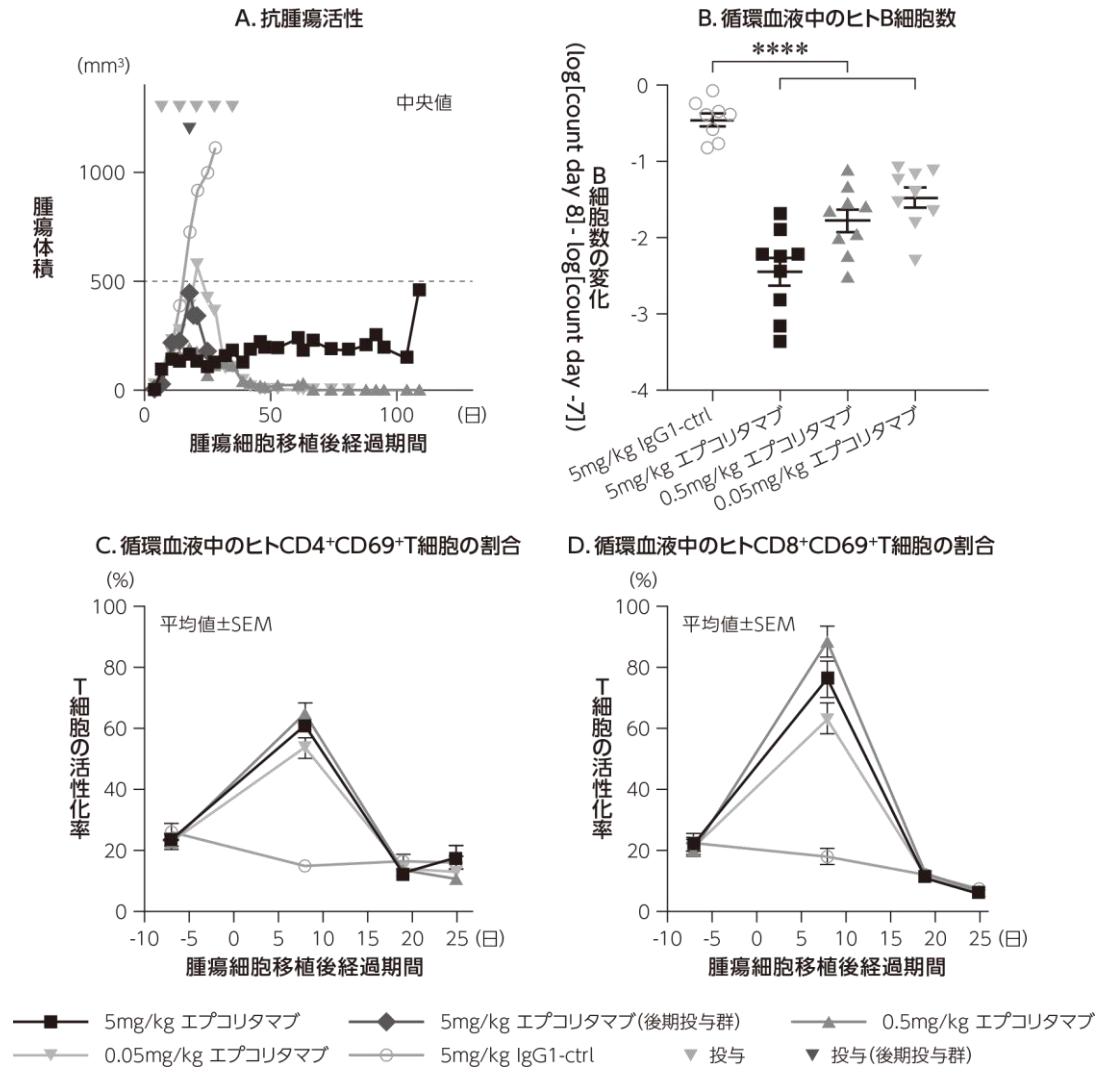 A. 抗腫瘍活性
(mm³)
中央値
1000
500
0
0
50
100
(日)
腫瘍体積
腫瘍細胞移植後経過期間
B. 循環血液中のヒトB細胞数
****
0
-1
-2
-3
-4
B細胞数の変化
(log[count day 8] - log[count day -7])
5mg/kg IgG1-ctrl
5mg/kg エプコリタマブ
0.5mg/kg エプコリタマブ
0.05mg/kg エプコリタマブ
C. 循環血液中のヒトCD4⁺CD69⁺T細胞の割合
(%)
平均値±SEM
100
80
60
40
20
0
T細胞の活性化率
-10 -5 0 5 10 15 20 25 (日)
腫瘍細胞移植後経過期間
D. 循環血液中のヒトCD8⁺CD69⁺T細胞の割合
(%)
平均値±SEM
100
80
60
40
20
0
T細胞の活性化率
-10 -5 0 5 10 15 20 25 (日)
腫瘍細胞移植後経過期間
5mg/kg エプコリタマブ
5mg/kg エプコリタマブ(後期投与群)
0.5mg/kg エプコリタマブ
0.05mg/kg エプコリタマブ
5mg/kg IgG1-ctrl
投与
投与(後期投与群)